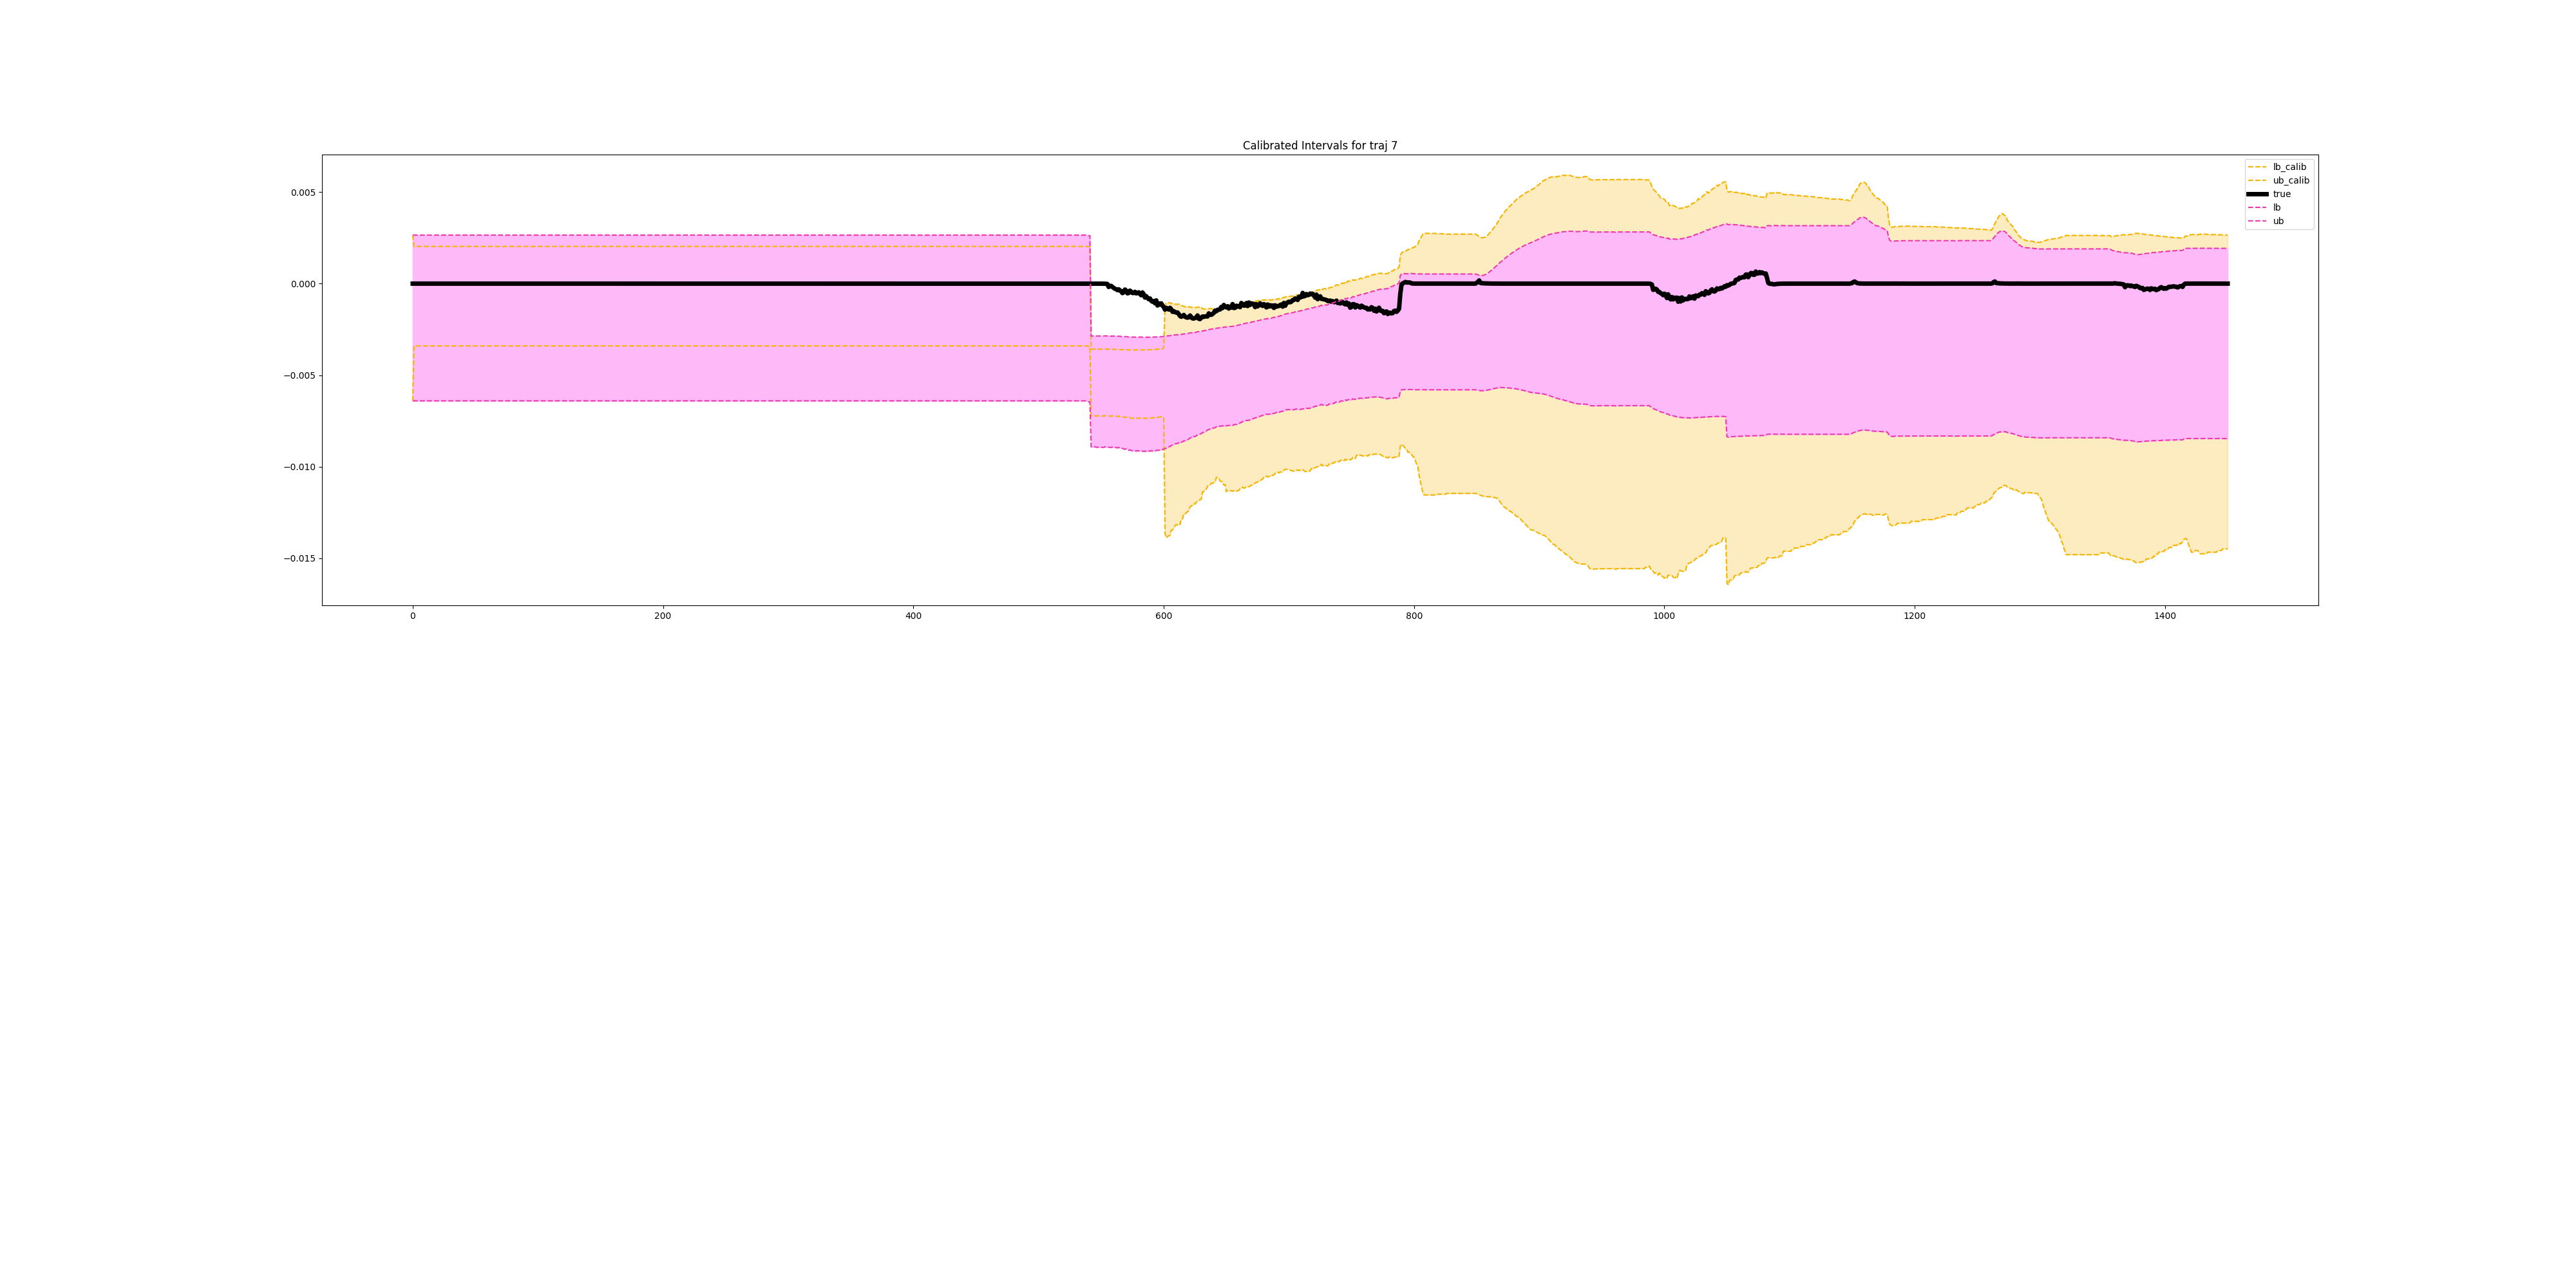 Calibrated Intervals for traj 7
lb_calib
ub_calib
true
lb
ub
0.005
0.000
−0.005
−0.010
−0.015
0 200 400 600 800 1000 1200 1400